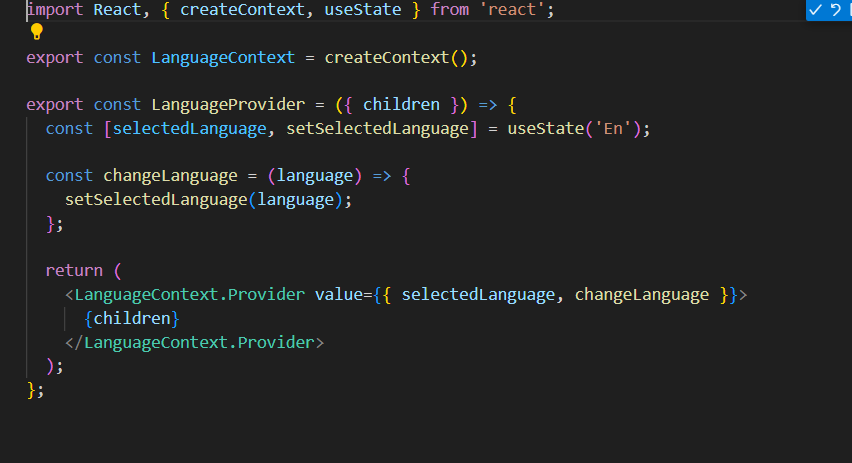 import React, { createContext, useState } from 'react';
export const LanguageContext = createContext();
export const LanguageProvider = ({ children }) => {
const [selectedLanguage, setSelectedLanguage] = useState('En');
const changeLanguage = (language) => {
setSelectedLanguage(language);
};
return (
<LanguageContext.Provider value={{ selectedLanguage, changeLanguage }}>
{children}
</LanguageContext.Provider>
);
};